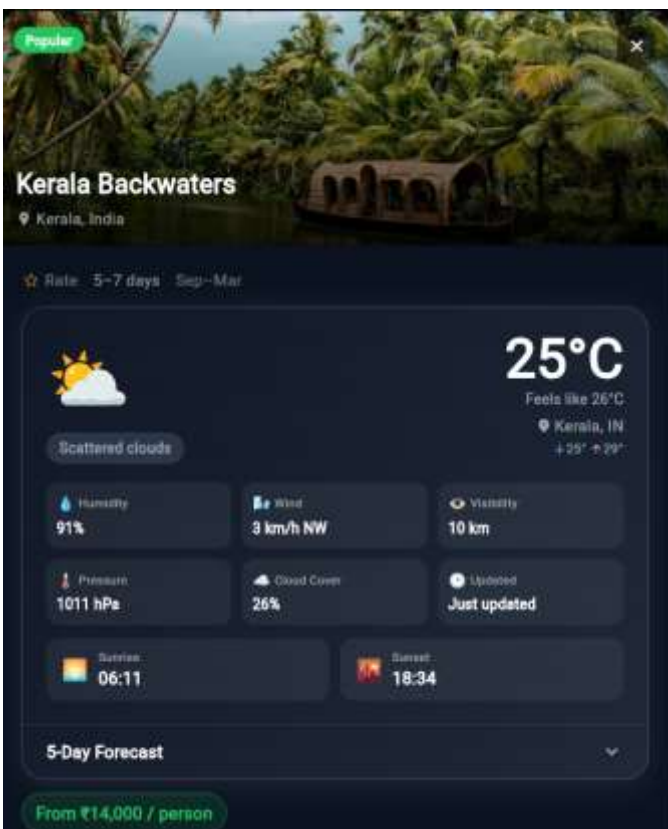 Popular
Kerala Backwaters
Kerala, India
Rate 5–7 days Sep–Mar
25°C
Feels like 26°C
Kerala, IN
Scattered clouds
↓25° ↑29°
Humidity
91%
Wind
3 km/h NW
Visibility
10 km
Pressure
1011 hPa
Cloud Cover
26%
Updated
Just updated
Sunrise
06:11
Sunset
18:34
5-Day Forecast
From ₹14,000 / person